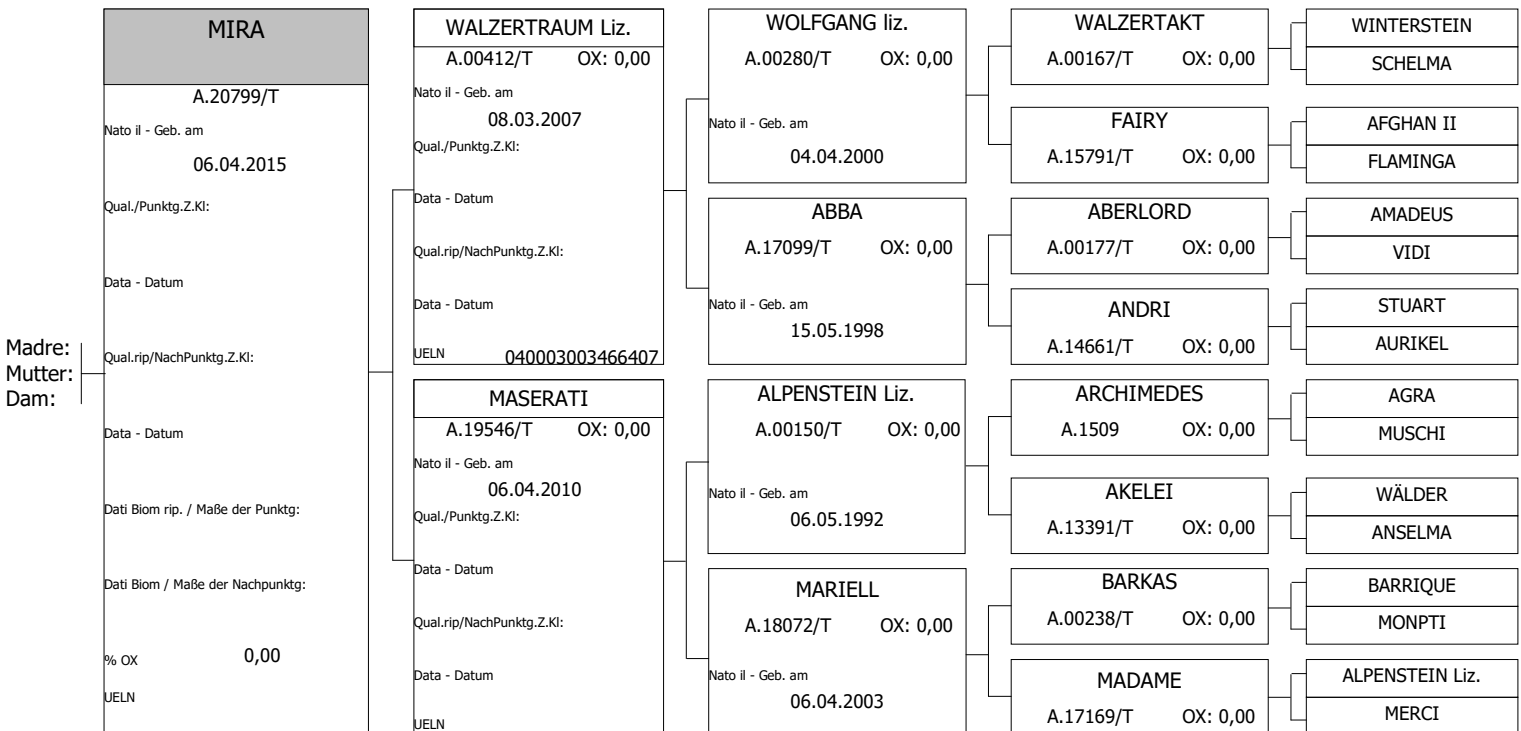 Madre:
Mutter:
Dam:
MIRA
A.20799/T
Nato il - Geb. am
06.04.2015
Qual./Punktg.Z.Kl:
Data - Datum
Qual.rip/NachPunktg.Z.Kl:
Data - Datum
Dati Biom rip. / Maße der Punktg:
Dati Biom / Maße der Nachpunktg:
% OX 0,00
UELN
WALZERTRAUM Liz.
A.00412/T OX: 0,00
Nato il - Geb. am
08.03.2007
Qual./Punktg.Z.Kl:
Data - Datum
Qual.rip/NachPunktg.Z.Kl:
Data - Datum
UELN 040003003466407
MASERATI
A.19546/T OX: 0,00
Nato il - Geb. am
06.04.2010
Qual./Punktg.Z.Kl:
Data - Datum
Qual.rip/NachPunktg.Z.Kl:
Data - Datum
UELN
WOLFGANG liz.
A.00280/T OX: 0,00
Nato il - Geb. am
04.04.2000
ABBA
A.17099/T OX: 0,00
Nato il - Geb. am
15.05.1998
ALPENSTEIN Liz.
A.00150/T OX: 0,00
Nato il - Geb. am
06.05.1992
MARIELL
A.18072/T OX: 0,00
Nato il - Geb. am
06.04.2003
WALZERTAKT
A.00167/T OX: 0,00
FAIRY
A.15791/T OX: 0,00
ABERLORD
A.00177/T OX: 0,00
ANDRI
A.14661/T OX: 0,00
ARCHIMEDES
A.1509 OX: 0,00
AKELEI
A.13391/T OX: 0,00
BARKAS
A.00238/T OX: 0,00
MADAME
A.17169/T OX: 0,00
WINTERSTEIN
SCHELMA
AFGHAN II
FLAMINGA
AMADEUS
VIDI
STUART
AURIKEL
AGRA
MUSCHI
WÄLDER
ANSELMA
BARRIQUE
MONPTI
ALPENSTEIN Liz.
MERCI